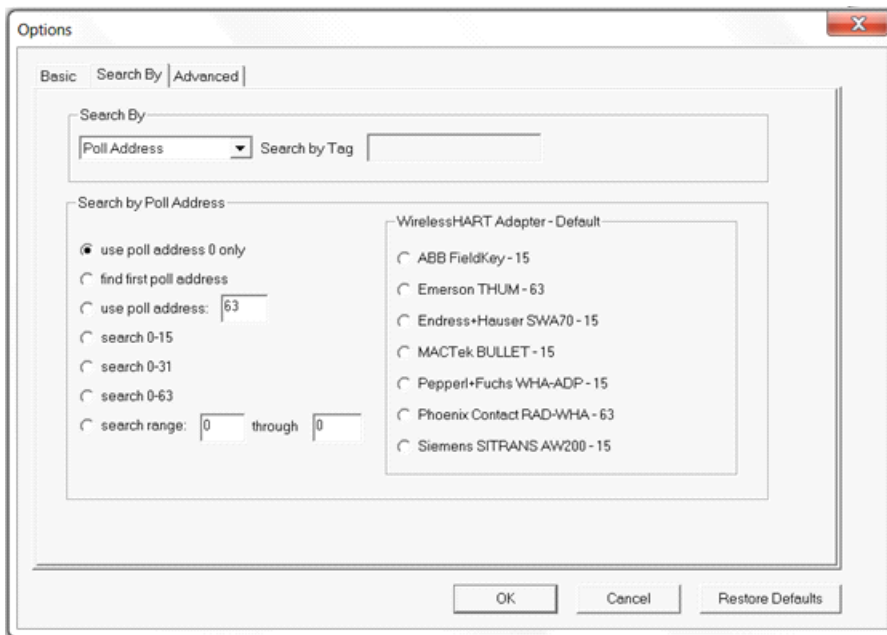 Options
Basic Search By Advanced
Search By
Poll Address Search by Tag
Search by Poll Address
use poll address 0 only
find first poll address
use poll address: 63
search 0-15
search 0-31
search 0-63
search range: 0 through 0
WirelessHART Adapter - Default
ABB FieldKey - 15
Emerson THUM - 63
Endress+Hauser SWA70 - 15
MACTek BULLET - 15
Pepperl+Fuchs WHA-ADP - 15
Phoenix Contact RAD-WHA - 63
Siemens SITRANS AW200 - 15
OK Cancel Restore Defaults